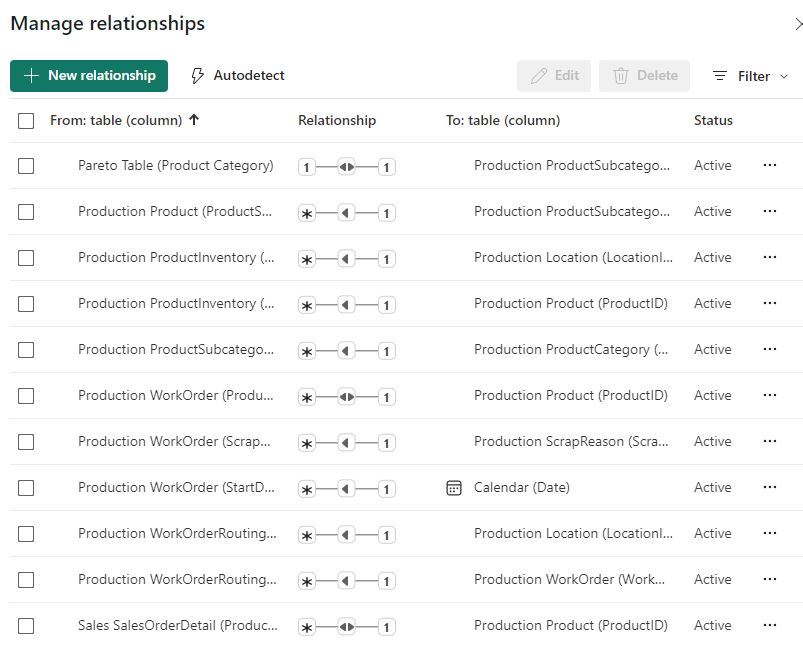 Manage relationships
New relationship Autodetect Edit Delete Filter
From: table (column) Relationship To: table (column) Status
Pareto Table (Product Category) 1 1 Production ProductSubcatego... Active ...
Production Product (ProductS... * 1 Production ProductSubcatego... Active ...
Production ProductInventory (... * 1 Production Location (LocationI... Active ...
Production ProductInventory (... * 1 Production Product (ProductID) Active ...
Production ProductSubcatego... * 1 Production ProductCategory (... Active ...
Production WorkOrder (Produ... * 1 Production Product (ProductID) Active ...
Production WorkOrder (Scrap... * 1 Production ScrapReason (Scra... Active ...
Production WorkOrder (StartD... * 1 Calendar (Date) Active ...
Production WorkOrderRouting... * 1 Production Location (LocationI... Active ...
Production WorkOrderRouting... * 1 Production WorkOrder (Work... Active ...
Sales SalesOrderDetail (Produc... * 1 Production Product (ProductID) Active ...